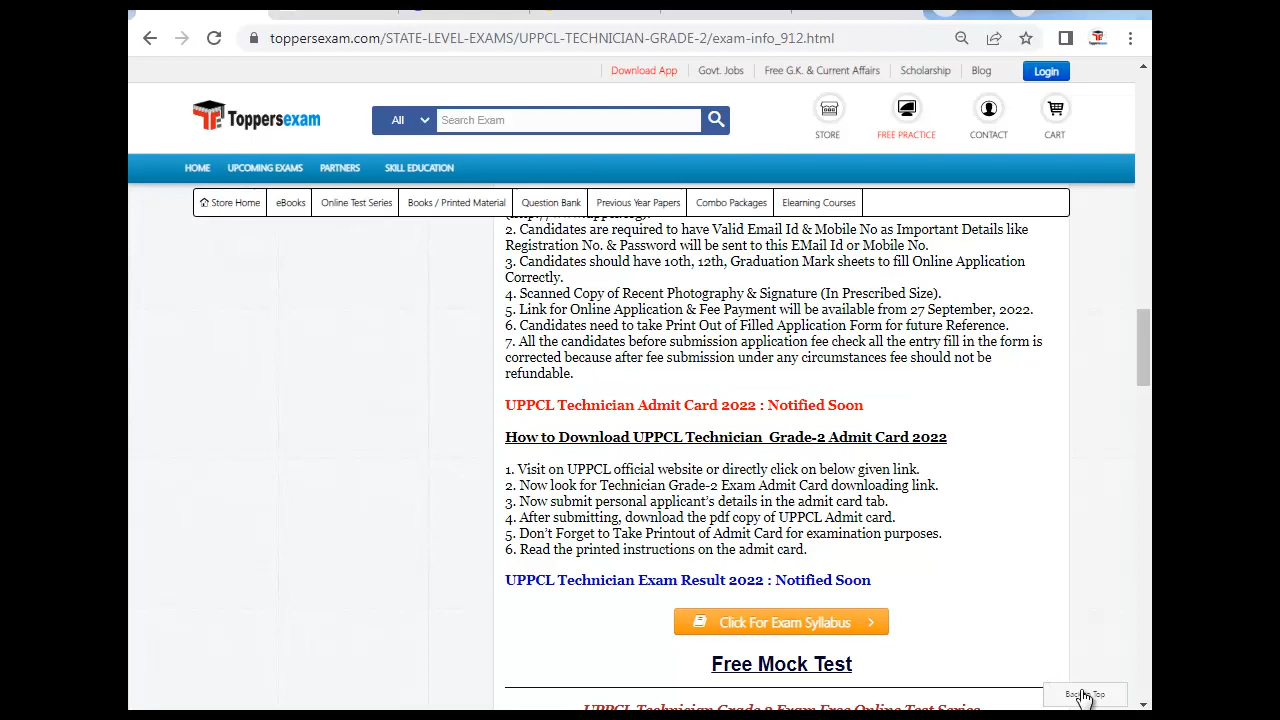 toppersexam.com/STATE-LEVEL-EXAMS/UPPCL-TECHNICIAN-GRADE-2/exam-info_912.html
Download App Govt. Jobs Free G.K. & Current Affairs Scholarship Blog Login
Toppersexam All Search Exam
STORE FREE PRACTICE CONTACT CART
HOME UPCOMING EXAMS PARTNERS SKILL EDUCATION
Store Home eBooks Online Test Series Books / Printed Material Question Bank Previous Year Papers Combo Packages Elearning Courses
2. Candidates are required to have Valid Email Id & Mobile No as Important Details like
Registration No. & Password will be sent to this EMail Id or Mobile No.
3. Candidates should have 10th, 12th, Graduation Mark sheets to fill Online Application
Correctly.
4. Scanned Copy of Recent Photography & Signature (In Prescribed Size).
5. Link for Online Application & Fee Payment will be available from 27 September, 2022.
6. Candidates need to take Print Out of Filled Application Form for future Reference.
7. All the candidates before submission application fee check all the entry fill in the form is
corrected because after fee submission under any circumstances fee should not be
refundable.
UPPCL Technician Admit Card 2022 : Notified Soon
How to Download UPPCL Technician Grade-2 Admit Card 2022
1. Visit on UPPCL official website or directly click on below given link.
2. Now look for Technician Grade-2 Exam Admit Card downloading link.
3. Now submit personal applicant's details in the admit card tab.
4. After submitting, download the pdf copy of UPPCL Admit card.
5. Don't Forget to Take Printout of Admit Card for examination purposes.
6. Read the printed instructions on the admit card.
UPPCL Technician Exam Result 2022 : Notified Soon
Click For Exam Syllabus
Free Mock Test
Top
UPPCL Technician Grade 2 Exam Free Online Test Series